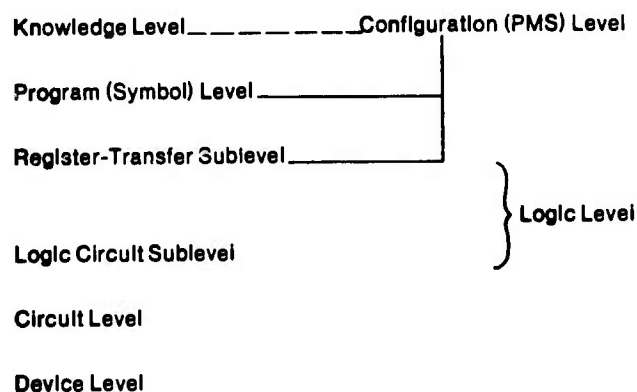 Knowledge Level Configuration (PMS) Level
Program (Symbol) Level
Register-Transfer Sublevel
Logic Level
Logic Circuit Sublevel
Circuit Level
Device Level